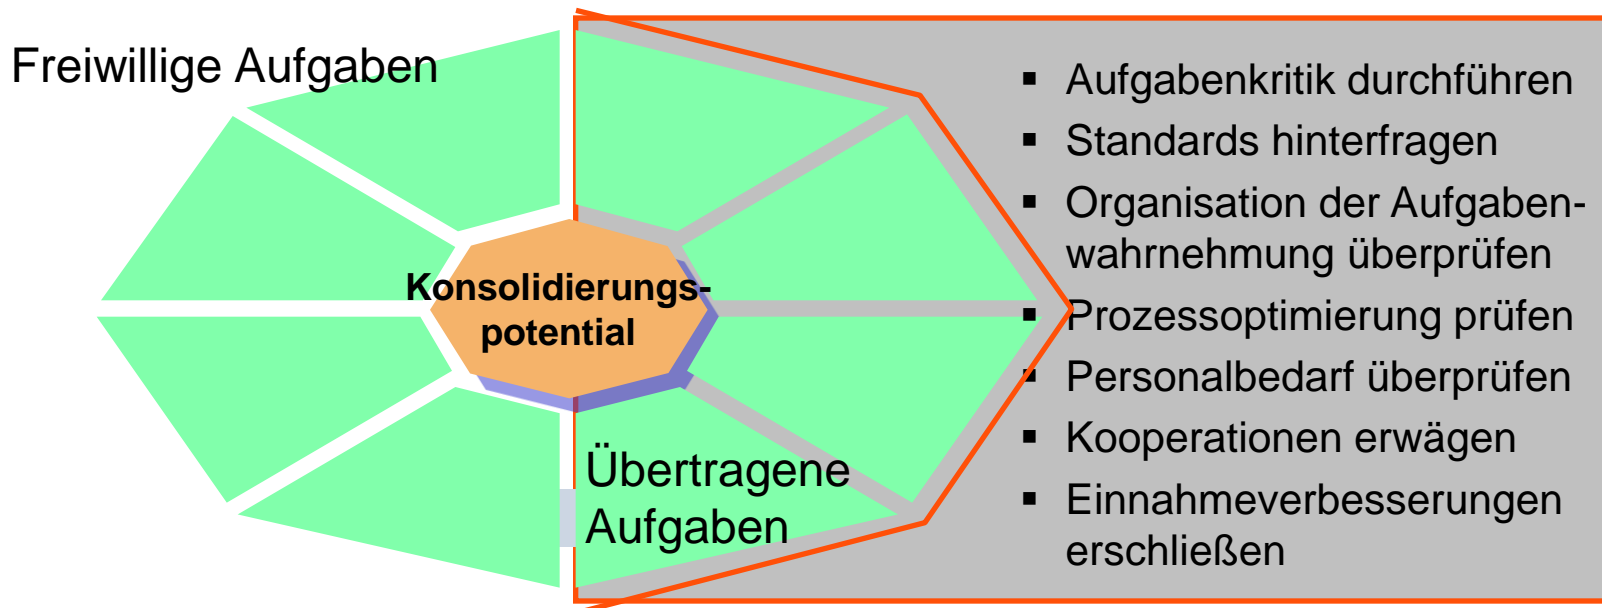 Freiwillige Aufgaben
Konsolidierungs-
potential
Übertragene
Aufgaben
▪ Aufgabenkritik durchführen
▪ Standards hinterfragen
▪ Organisation der Aufgaben-
wahrnehmung überprüfen
▪ Prozessoptimierung prüfen
▪ Personalbedarf überprüfen
▪ Kooperationen erwägen
▪ Einnahmeverbesserungen
erschließen